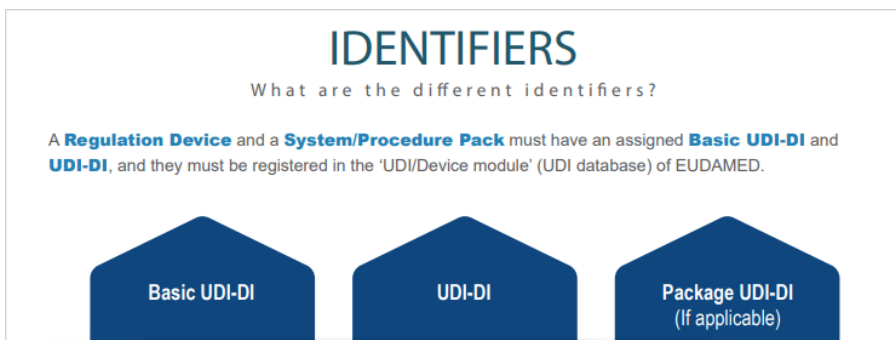 IDENTIFIERS
What are the different identifiers?
A Regulation Device and a System/Procedure Pack must have an assigned Basic UDI-DI and
UDI-DI, and they must be registered in the ‘UDI/Device module’ (UDI database) of EUDAMED.
Basic UDI-DI
UDI-DI
Package UDI-DI
(If applicable)